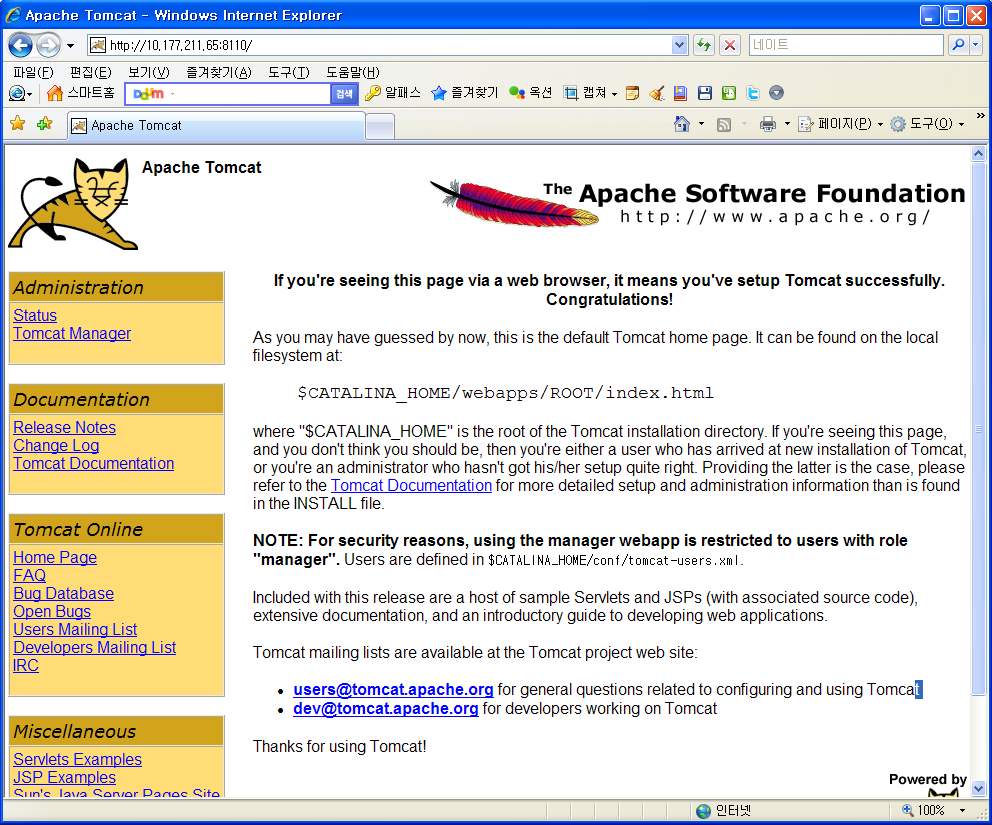 Apache Tomcat - Windows Internet Explorer
http://10.177.211.65:8110/
네이트
파일(F) 편집(E) 보기(V) 즐겨찾기(A) 도구(T) 도움말(H)
스마트홈 Daum 검색 알패스 즐겨찾기 옥션 캡쳐
Apache Tomcat
페이지(P) 도구(O) »
Apache Tomcat
The Apache Software Foundation
http://www.apache.org/
Administration
Status
Tomcat Manager
Documentation
Release Notes
Change Log
Tomcat Documentation
Tomcat Online
Home Page
FAQ
Bug Database
Open Bugs
Users Mailing List
Developers Mailing List
IRC
Miscellaneous
Servlets Examples
JSP Examples
Sun's Java Server Pages Site
If you're seeing this page via a web browser, it means you've setup Tomcat successfully.
Congratulations!
As you may have guessed by now, this is the default Tomcat home page. It can be found on the local
filesystem at:
$CATALINA_HOME/webapps/ROOT/index.html
where "$CATALINA_HOME" is the root of the Tomcat installation directory. If you're seeing this page,
and you don't think you should be, then you're either a user who has arrived at new installation of Tomcat,
or you're an administrator who hasn't got his/her setup quite right. Providing the latter is the case, please
refer to the Tomcat Documentation for more detailed setup and administration information than is found
in the INSTALL file.
NOTE: For security reasons, using the manager webapp is restricted to users with role
"manager". Users are defined in $CATALINA_HOME/conf/tomcat-users.xml.
Included with this release are a host of sample Servlets and JSPs (with associated source code),
extensive documentation, and an introductory guide to developing web applications.
Tomcat mailing lists are available at the Tomcat project web site:
• users@tomcat.apache.org for general questions related to configuring and using Tomcat
• dev@tomcat.apache.org for developers working on Tomcat
Thanks for using Tomcat!
Powered by
인터넷 100%